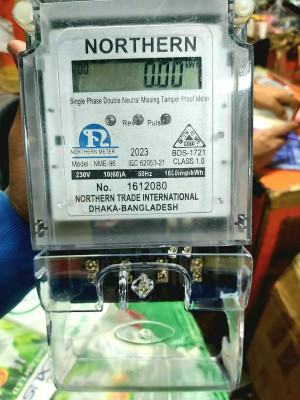 NORTHERN
00 000
Single Phase Double Neutral Missing Tamper Proof Meter
Rev Pulse
NORTHERN METER
2023
BDS-1721
Model : NME-96 IEC 62053-21 CLASS 1.0
230V 10(60)A 50Hz 1600imp/kWh
No. 1612080
NORTHERN TRADE INTERNATIONAL
DHAKA-BANGLADESH